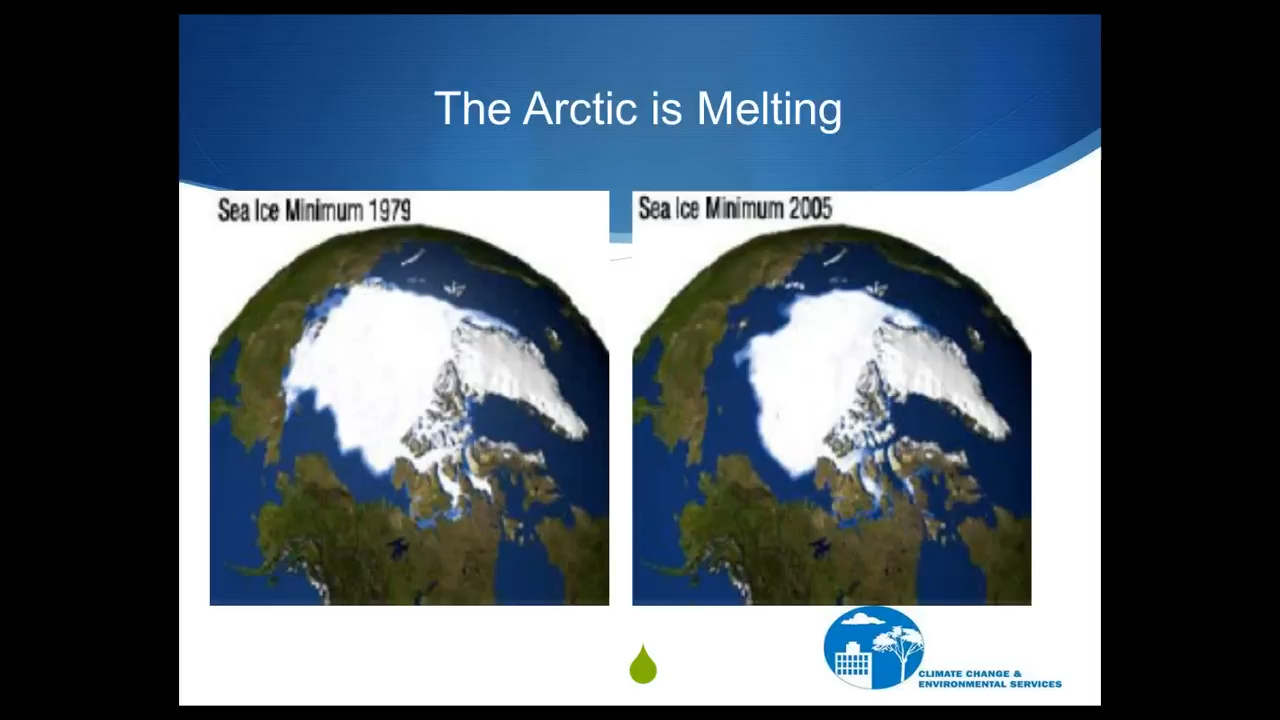 The Arctic is Melting
Sea Ice Minimum 1979
Sea Ice Minimum 2005
CLIMATE CHANGE &
ENVIRONMENTAL SERVICES